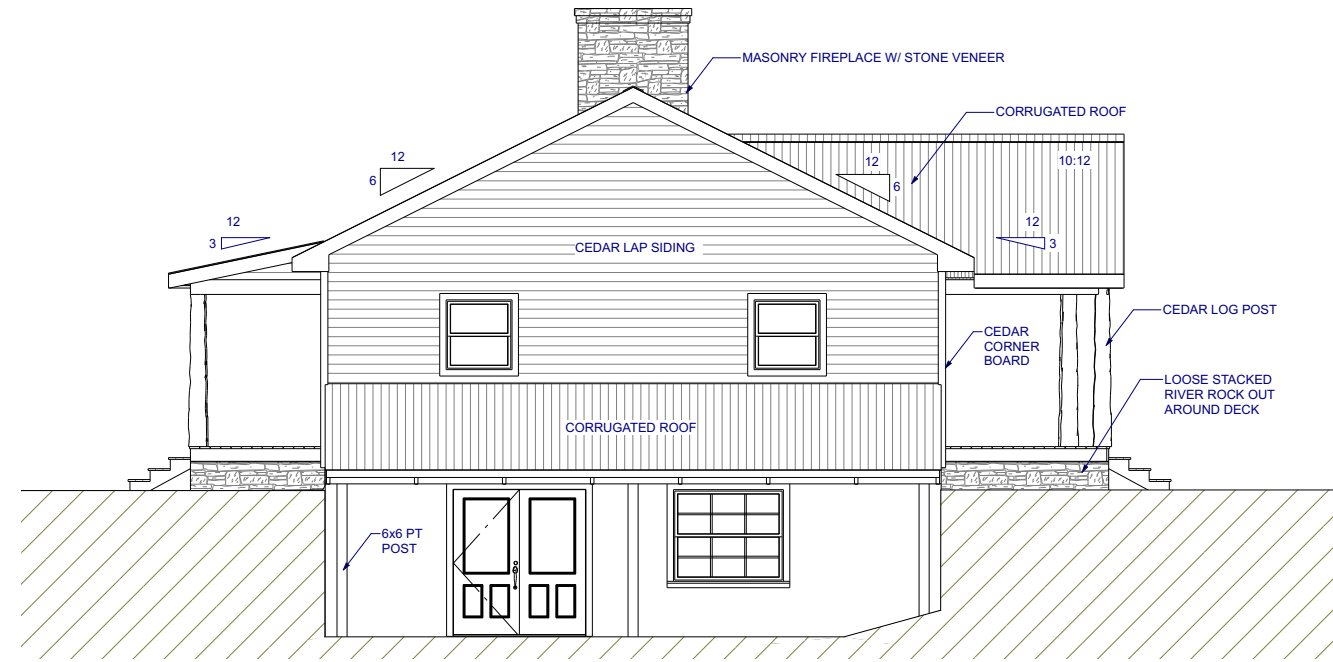 MASONRY FIREPLACE W/ STONE VENEER
CORRUGATED ROOF
12
6
12
6
10:12
12
3
12
3
CEDAR LAP SIDING
CEDAR LOG POST
CEDAR
CORNER
BOARD
LOOSE STACKED
RIVER ROCK OUT
AROUND DECK
CORRUGATED ROOF
6x6 PT
POST